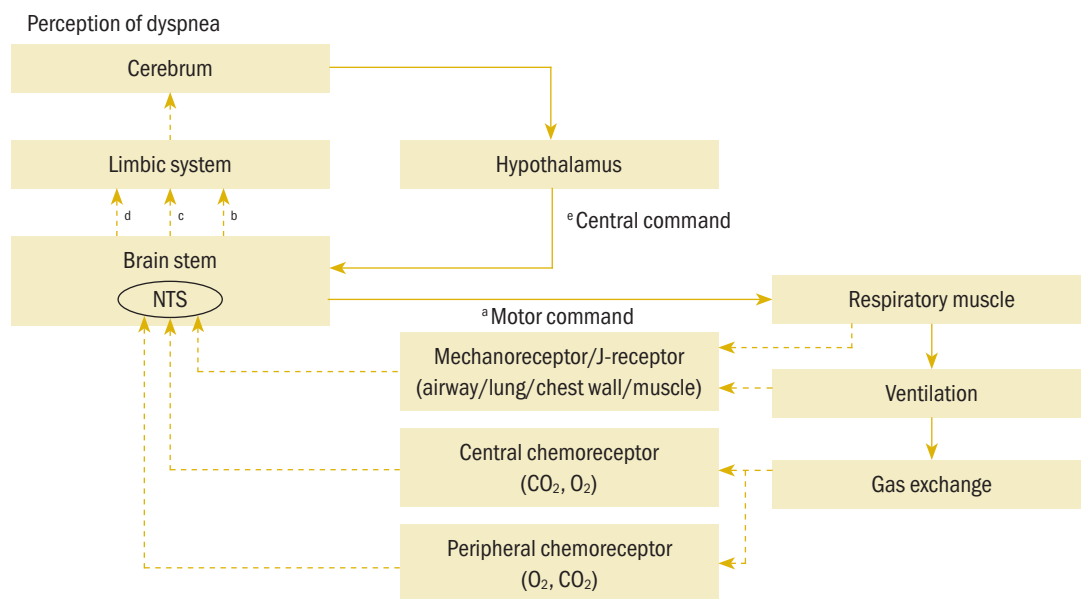 Perception of dyspnea
Cerebrum
Limbic system
Hypothalamus
d
c
b
e Central command
Brain stem
NTS
Respiratory muscle
a Motor command
Mechanoreceptor/J-receptor
(airway/lung/chest wall/muscle)
Ventilation
Central chemoreceptor
(CO₂, O₂)
Gas exchange
Peripheral chemoreceptor
(O₂, CO₂)